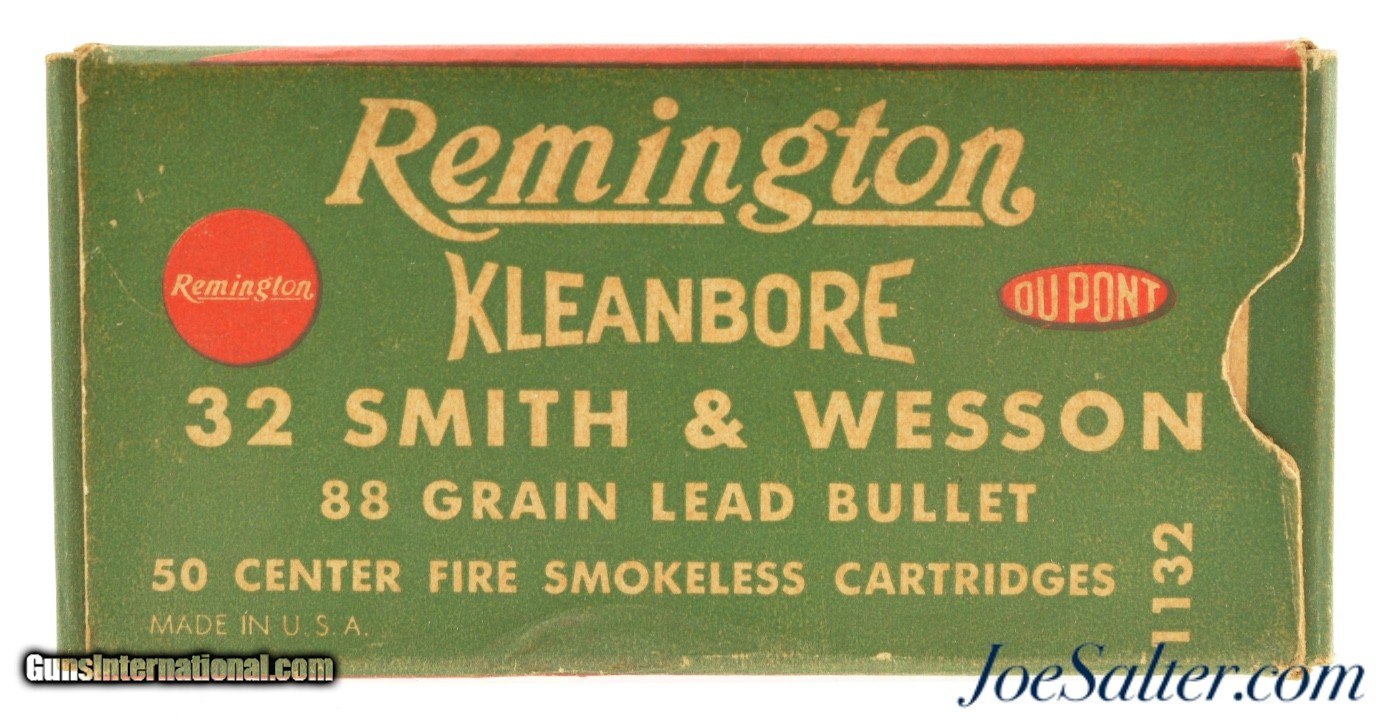 Remington
Remington
KLEANBORE
DU PONT
32 SMITH & WESSON
88 GRAIN LEAD BULLET
50 CENTER FIRE SMOKELESS CARTRIDGES
1132
MADE IN U.S.A.
GunsInternational.com
JoeSalter.com